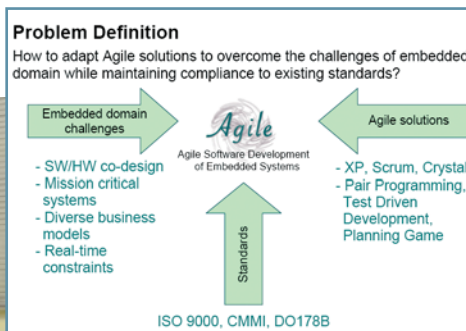 Problem Definition
How to adapt Agile solutions to overcome the challenges of embedded
domain while maintaining compliance to existing standards?
Embedded domain
challenges
Agile
Agile Software Development
of Embedded Systems
Agile solutions
- SW/HW co-design
- Mission critical
systems
- Diverse business
models
- Real-time
constraints
- XP, Scrum, Crystal
- Pair Programming,
Test Driven
Development,
Planning Game
Standards
ISO 9000, CMMI, DO178B